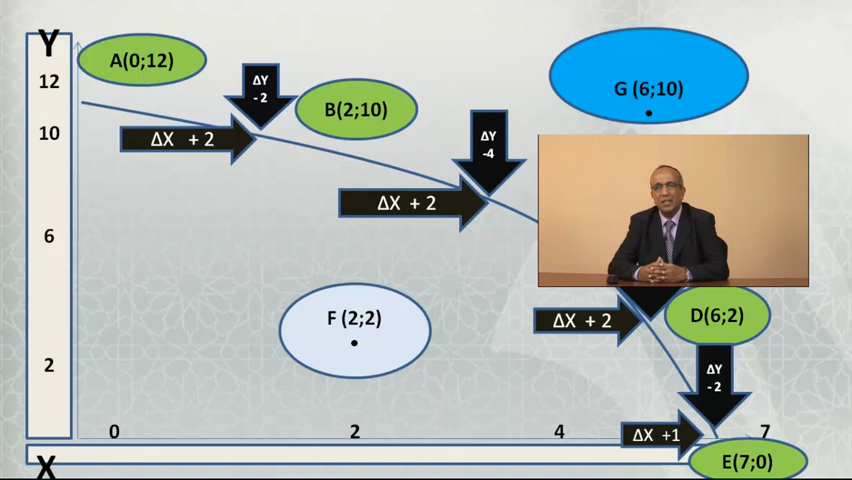 Y
A(0;12)
12
ΔY
- 2
B(2;10)
G (6;10)
10
ΔX + 2
ΔY
-4
ΔX + 2
6
F (2;2)
ΔX + 2
D(6;2)
2
ΔY
- 2
0
2
4
ΔX +1
7
X
E(7;0)